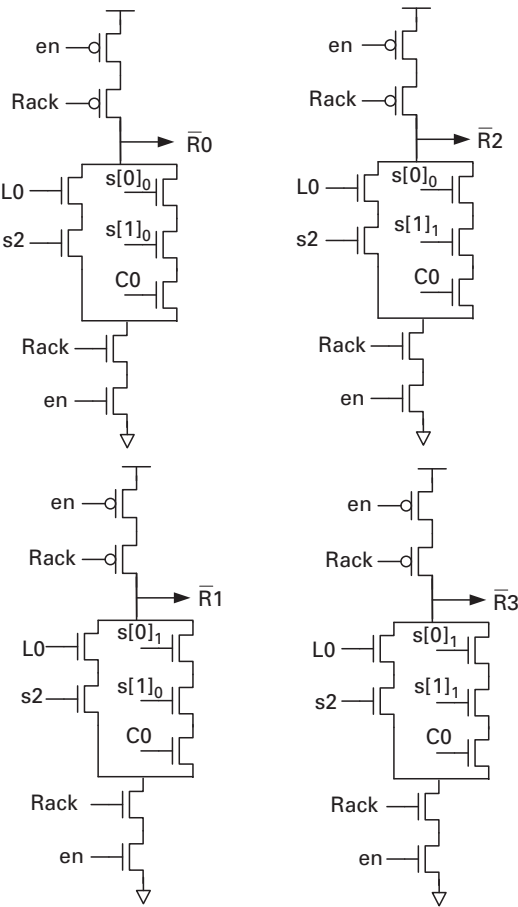 en
Rack
R̅0
L0
s[0]₀
s2
s[1]₀
C0
Rack
en
en
Rack
R̅2
L0
s[0]₀
s2
s[1]₁
C0
Rack
en
en
Rack
R̅1
L0
s[0]₁
s2
s[1]₀
C0
Rack
en
en
Rack
R̅3
L0
s[0]₁
s2
s[1]₁
C0
Rack
en